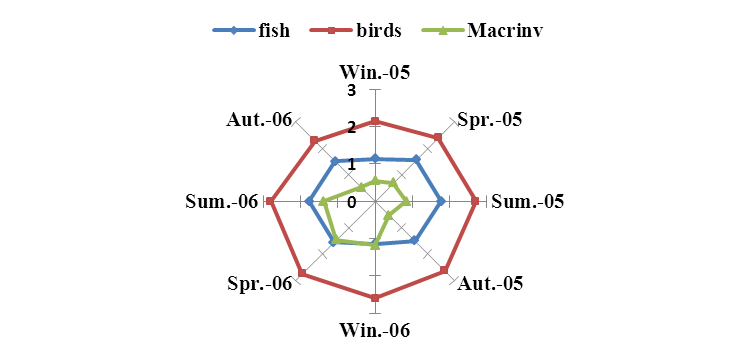 fish birds Macrinv
Win.-05
3
Aut.-06 2 Spr.-05
1
Sum.-06 0 Sum.-05
Spr.-06 Aut.-05
Win.-06